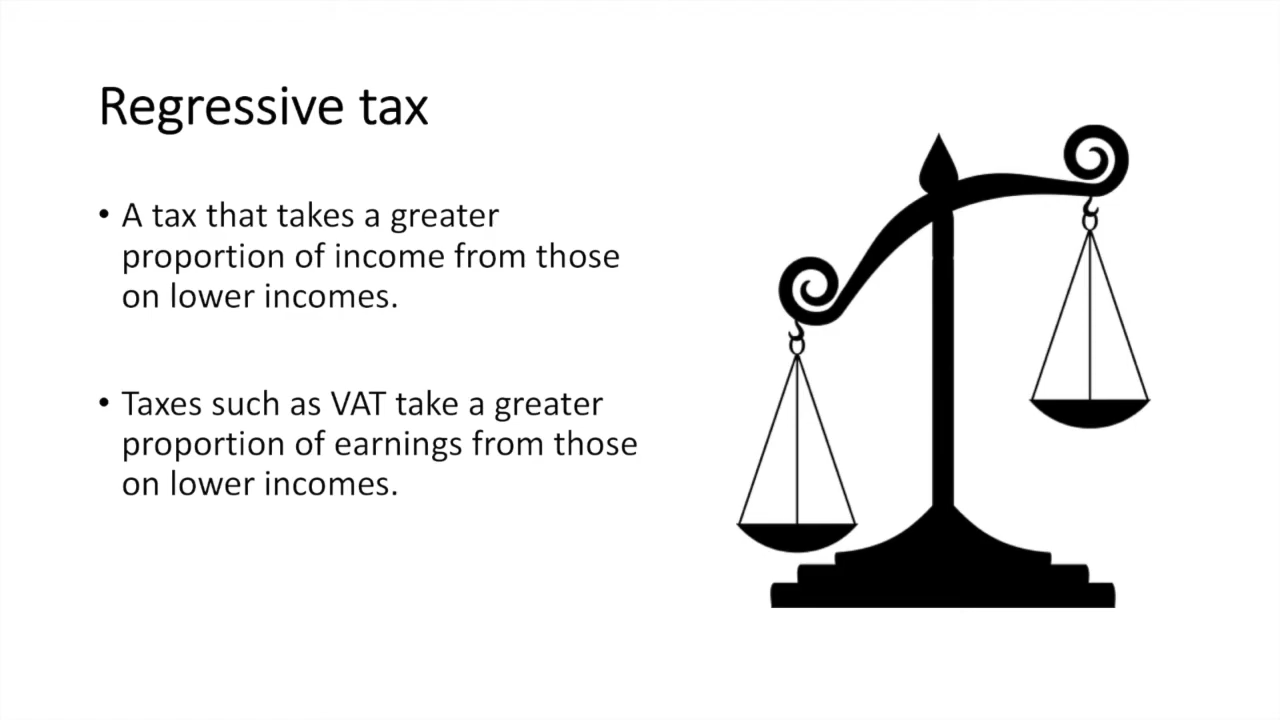 Regressive tax
• A tax that takes a greater
proportion of income from those
on lower incomes.
• Taxes such as VAT take a greater
proportion of earnings from those
on lower incomes.